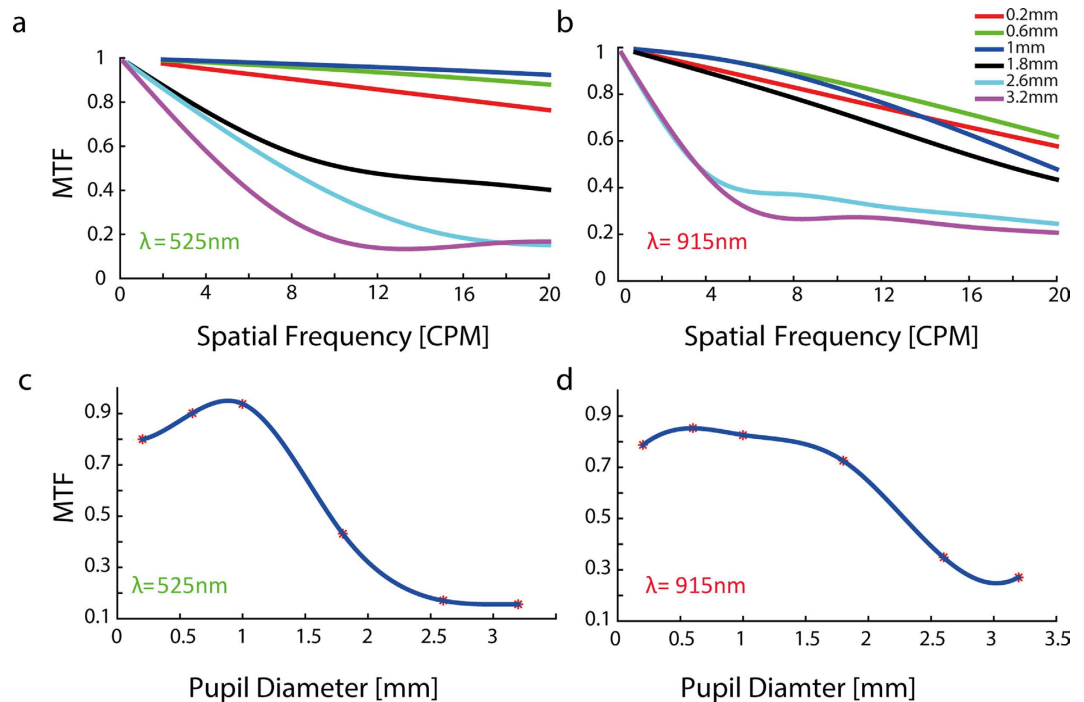 a
b
0.2mm
0.6mm
1mm
1.8mm
2.6mm
3.2mm
1
0.8
0.6
0.4
0.2
0
MTF
λ=525nm
0 4 8 12 16 20
Spatial Frequency [CPM]
1
0.8
0.6
0.4
0.2
0
λ=915nm
0 4 8 12 16 20
Spatial Frequency [CPM]
c
d
0.9
0.7
0.5
0.3
0.1
MTF
λ=525nm
0 0.5 1 1.5 2 2.5 3
Pupil Diameter [mm]
0.9
0.7
0.5
0.3
0.1
λ=915nm
0 0.5 1 1.5 2 2.5 3 3.5
Pupil Diamter [mm]